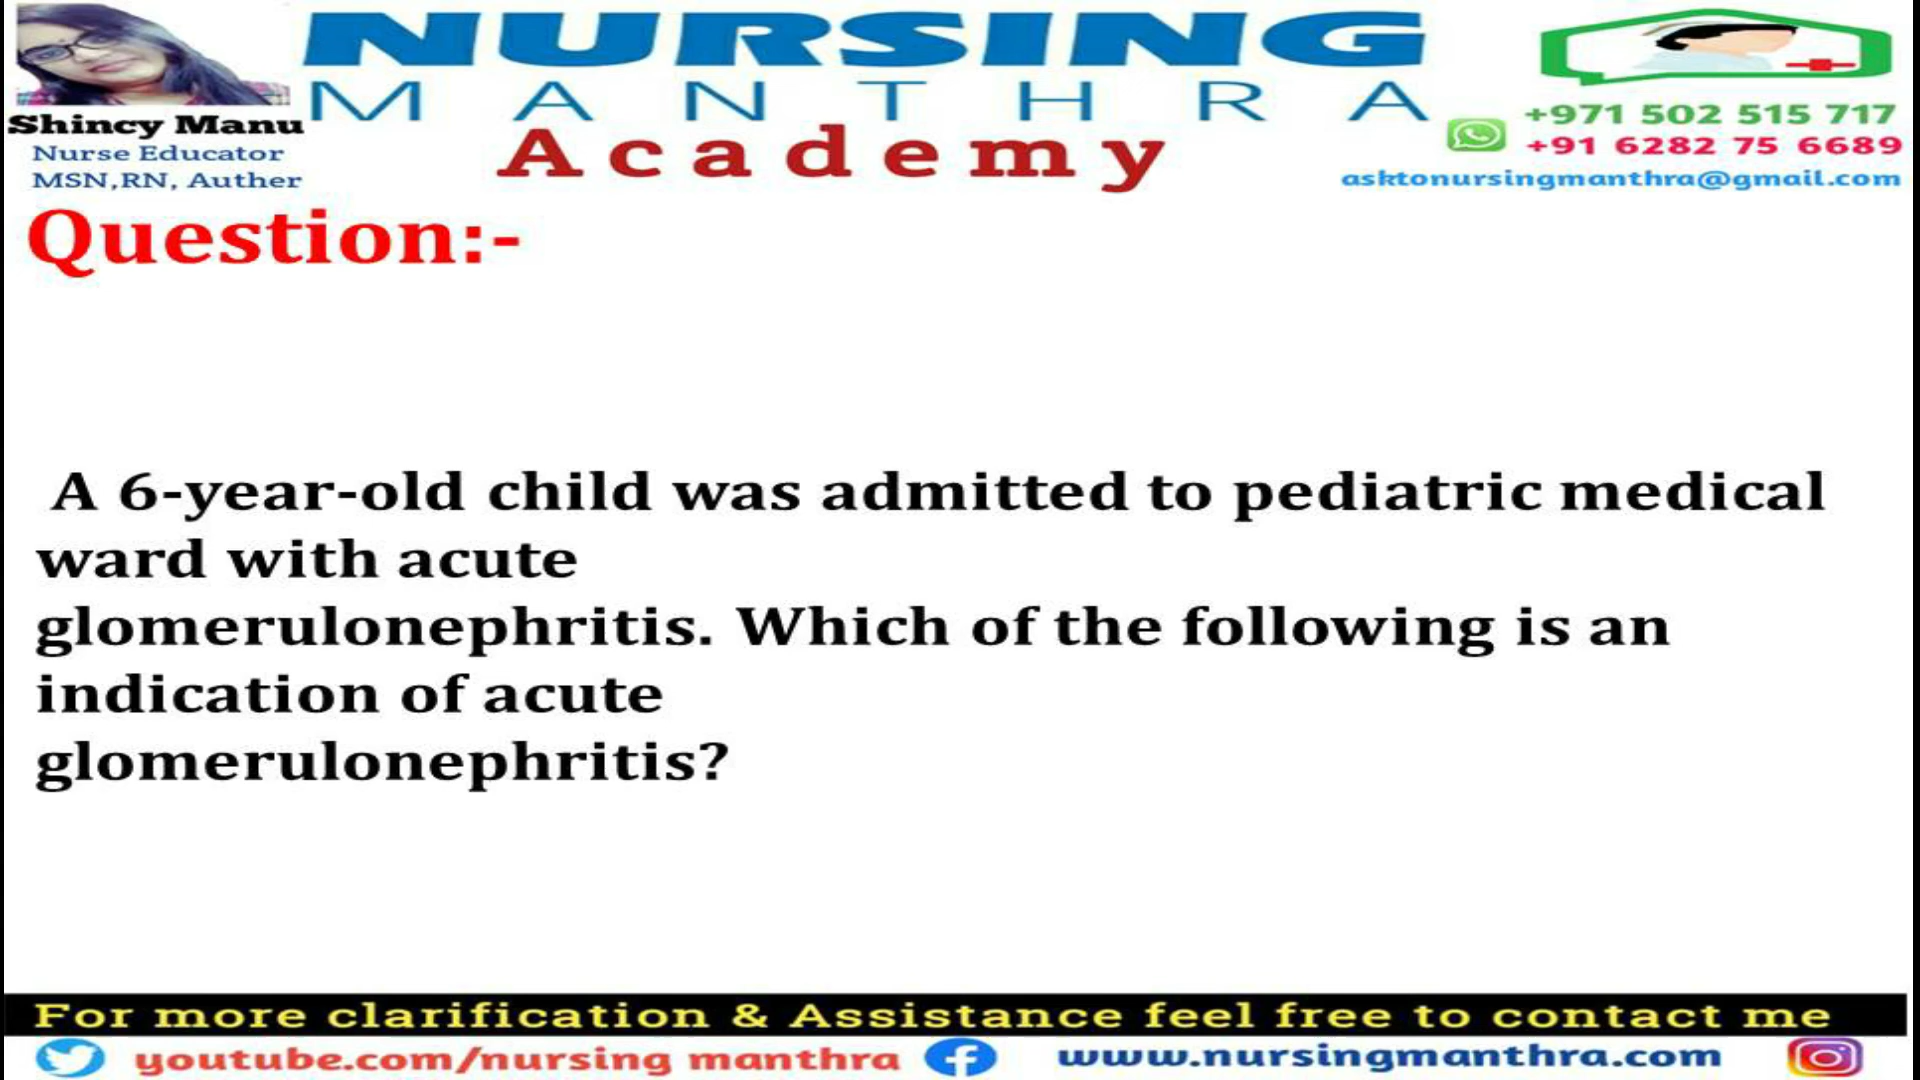 NURSING
MANTHRA
Academy
Shincy Manu
Nurse Educator
MSN,RN, Auther
+971 502 515 717
+91 6282 75 6689
asktonursingmanthra@gmail.com
Question:-
A 6-year-old child was admitted to pediatric medical
ward with acute
glomerulonephritis. Which of the following is an
indication of acute
glomerulonephritis?
For more clarification & Assistance feel free to contact me
youtube.com/nursing manthra
www.nursingmanthra.com